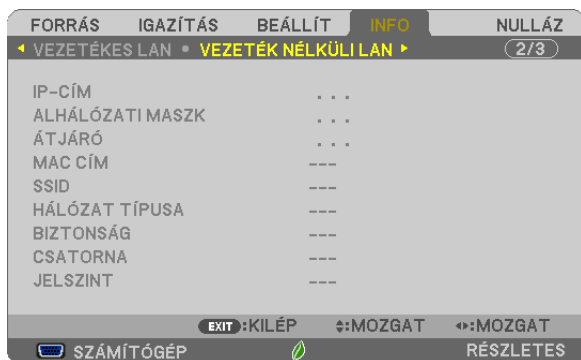 FORRÁS IGAZÍTÁS BEÁLLÍT INFO NULLÁZ
VEZETÉKES LAN • VEZETÉK NÉLKÜLI LAN 2/3
IP-CÍM . . .
ALHÁLÓZATI MASZK . . .
ÁTJÁRÓ . . .
MAC CÍM ---
SSID ---
HÁLÓZAT TÍPUSA ---
BIZTONSÁG ---
CSATORNA ---
JELSZINT ---
EXIT :KILÉP :MOZGAT :MOZGAT
SZÁMÍTÓGÉP RÉSZLETES